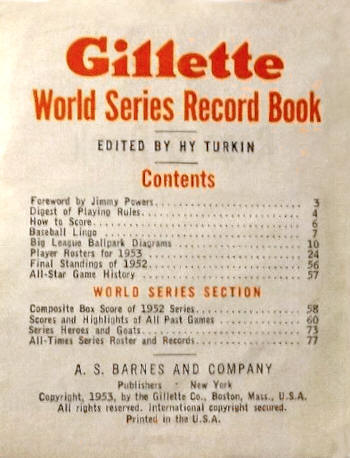 Gillette
World Series Record Book
EDITED BY HY TURKIN
Contents
Foreword by Jimmy Powers 3
Digest of Playing Rules 4
How to Score 6
Baseball Lingo 7
Big League Ballpark Diagrams 10
Player Rosters for 1953 24
Final Standings of 1952 56
All-Star Game History 57
WORLD SERIES SECTION
Composite Box Score of 1952 Series 58
Scores and Highlights of All Past Games 60
Series Heroes and Goats 73
All-Times Series Roster and Records 77
A. S. BARNES AND COMPANY
Publishers - New York
Copyright, 1953, by the Gillette Co., Boston, Mass., U.S.A.
All rights reserved. International copyright secured.
Printed in the U.S.A.